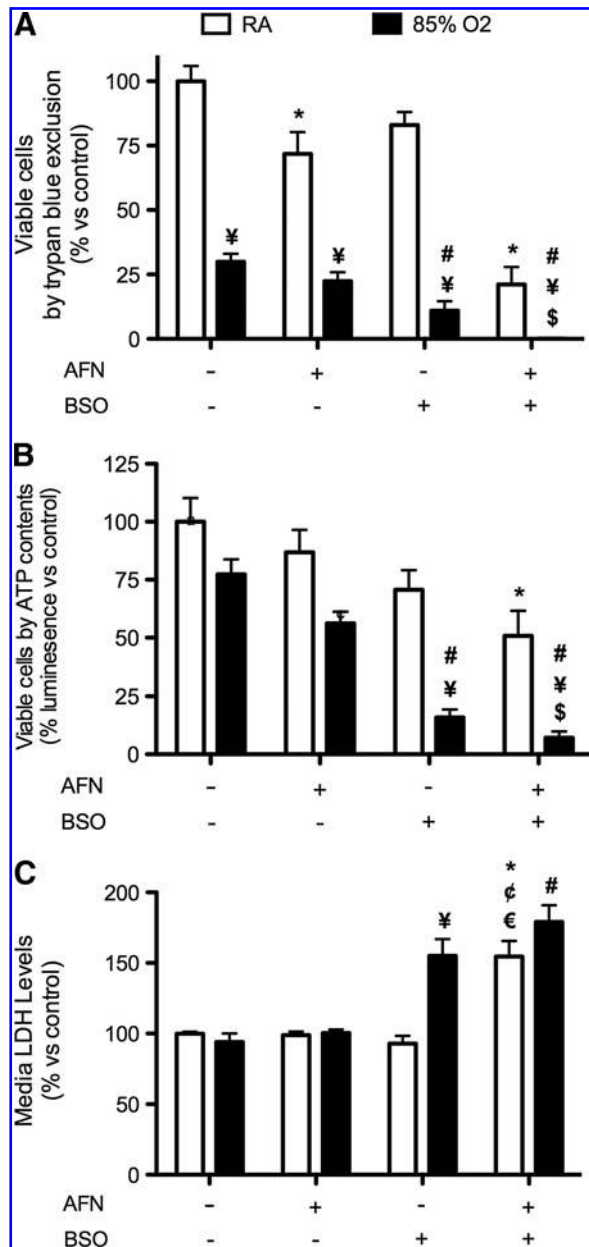 A
RA
85% O2
Viable cells
by trypan blue exclusion
(% vs control)
100
75
50
25
0
¥
*
¥
#
¥
*
#
¥
$
AFN - + - +
BSO - - + +
B
Viable cells by ATP contents
(% luminesence vs control)
125
100
75
50
25
0
#
¥
*
#
¥
$
AFN - + - +
BSO - - + +
C
Media LDH Levels
(% vs control)
200
150
100
50
0
¥
*
¢
€
#
AFN - + - +
BSO - - + +